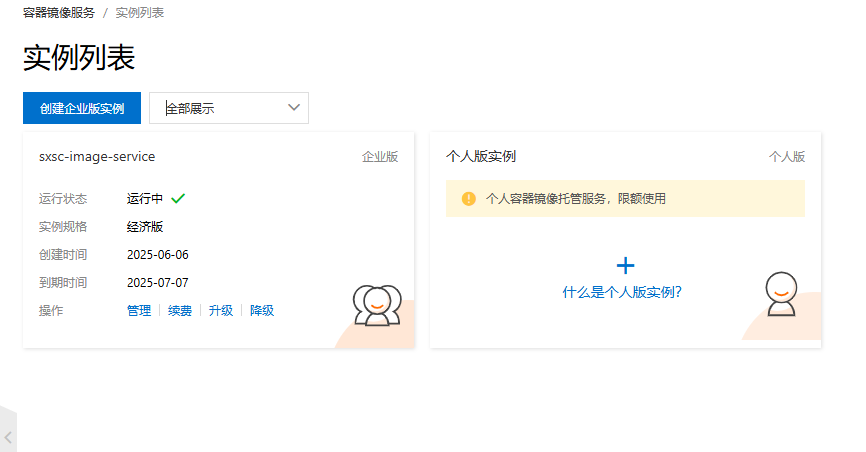 容器镜像服务 / 实例列表
实例列表
创建企业版实例 全部展示
sxsc-image-service 企业版
运行状态 运行中
实例规格 经济版
创建时间 2025-06-06
到期时间 2025-07-07
操作 管理 续费 升级 降级
个人版实例 个人版
个人容器镜像托管服务，限额使用
什么是个人版实例?